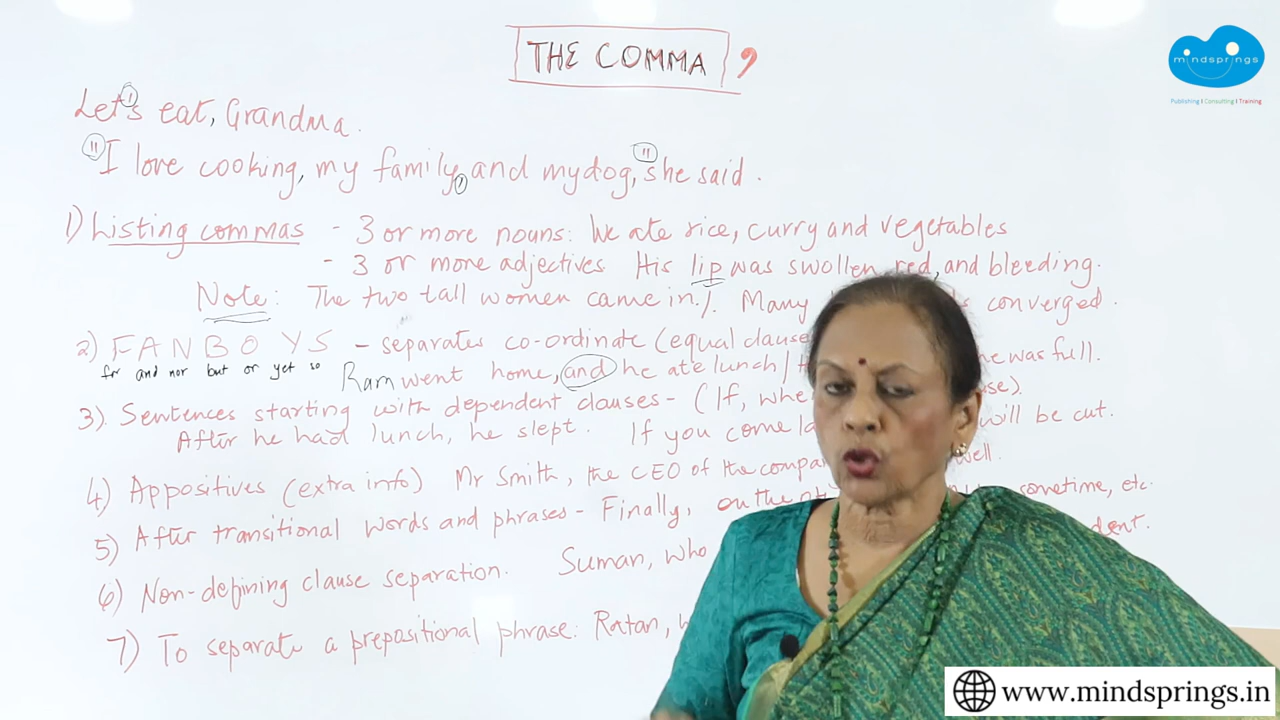 THE COMMA ,
mindsprings
Publishing | Consulting | Training
Let's eat, Grandma.
I love cooking, my family, and my dog, she said.
1) Listing commas - 3 or more nouns: We ate rice, curry and vegetables
- 3 or more adjectives His lip was swollen, red, and bleeding.
Note: The two tall women came in. Many converged.
2) F A N B O Y S - separates co-ordinate (equal clause
for and nor but or yet so
Ram went home, and he ate lunch / he was full.
3). Sentences starting with dependent clauses - (If,
After he had lunch, he slept. If you come will be cut.
4) Appositives (extra info) Mr Smith, the CEO of the company well.
5) After transitional words and phrases - Finally, on the sometime, etc.
6) Non-defining clause separation. Suman, who
7) To separate a prepositional phrase: Ratan,
www.mindsprings.in